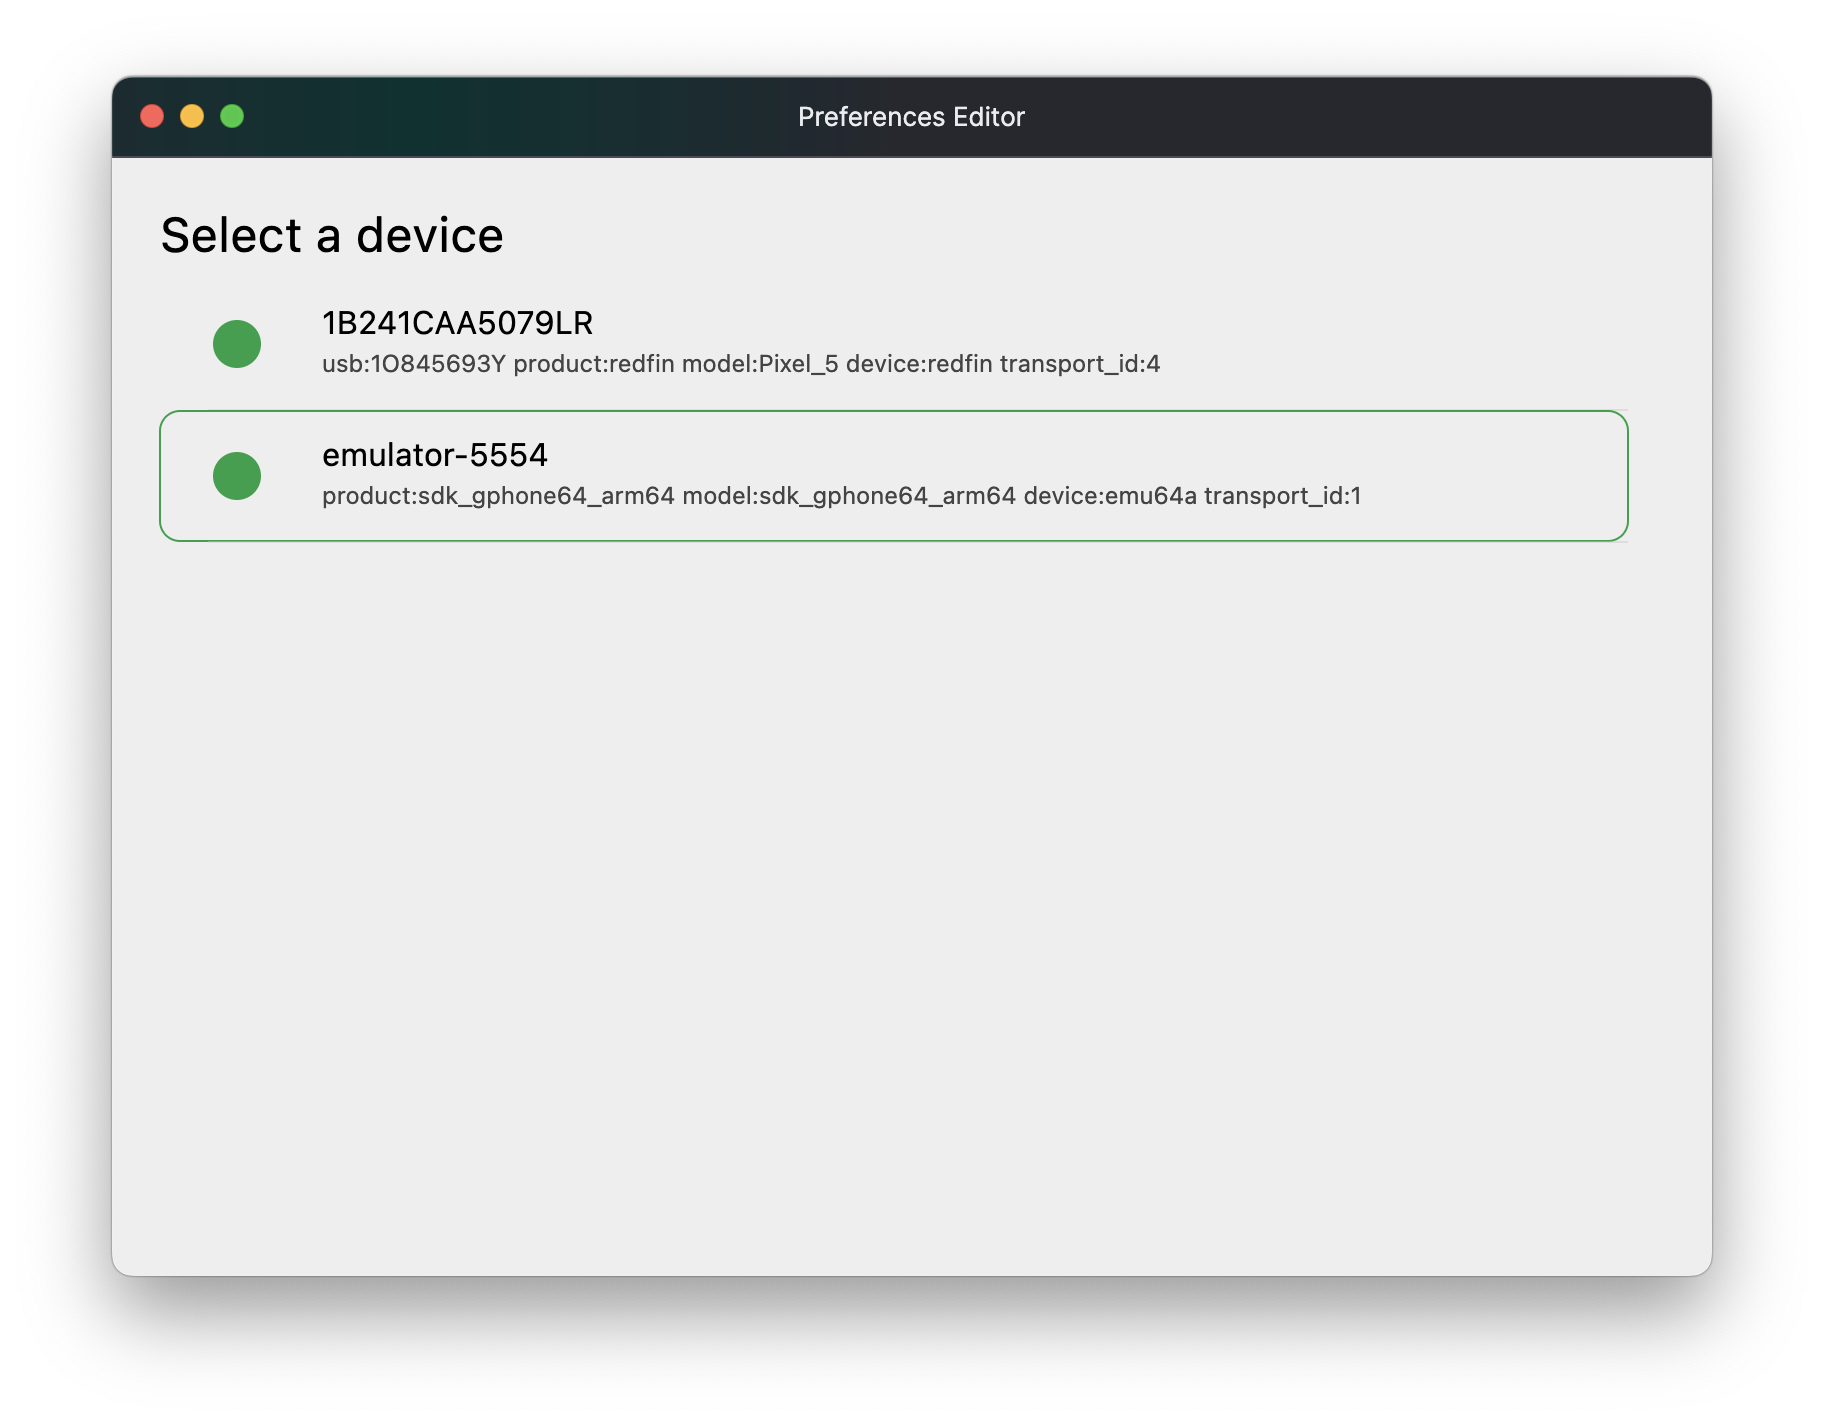 Preferences Editor
Select a device
1B241CAA5079LR
usb:1O845693Y product:redfin model:Pixel_5 device:redfin transport_id:4
emulator-5554
product:sdk_gphone64_arm64 model:sdk_gphone64_arm64 device:emu64a transport_id:1